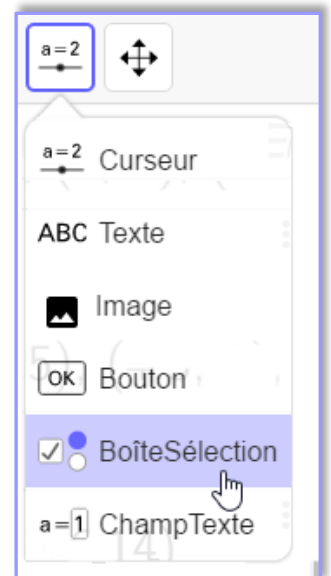 a=2
a=2 Curseur
ABC Texte
Image
OK Bouton
BoîteSélection
a=1 ChampTexte